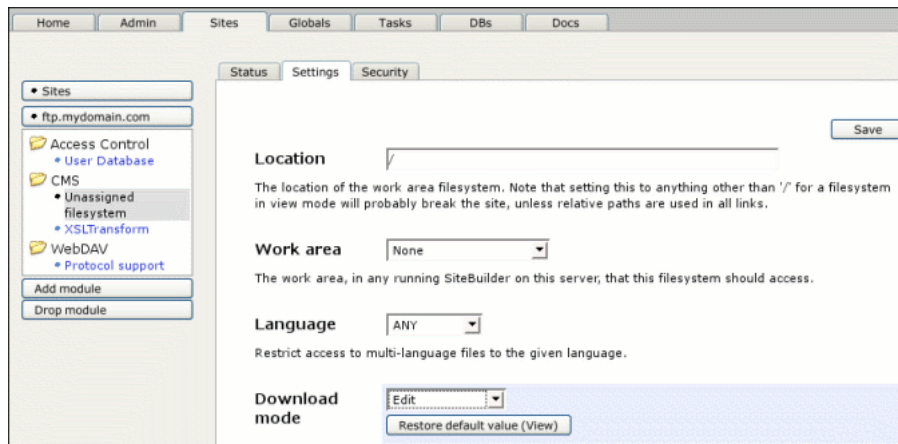 Home Admin Sites Globals Tasks DBs Docs
Status Settings Security
Sites
ftp.mydomain.com
Access Control
User Database
CMS
Unassigned
filesystem
XSLTransform
WebDAV
Protocol support
Add module
Drop module
Save
Location /
The location of the work area filesystem. Note that setting this to anything other than '/' for a filesystem
in view mode will probably break the site, unless relative paths are used in all links.
Work area None
The work area, in any running SiteBuilder on this server, that this filesystem should access.
Language ANY
Restrict access to multi-language files to the given language.
Download Edit
mode
Restore default value (View)